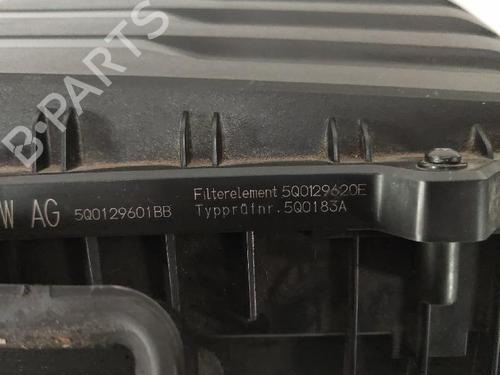 B-PARTS
Filterelement 5Q0129620E
W AG 5Q0129601BB
Typprüfnr. 5Q0183A